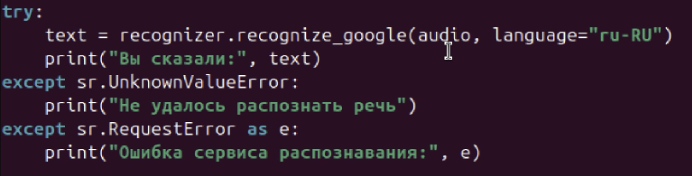 try:
    text = recognizer.recognize_google(audio, language="ru-RU")
    print("Вы сказали:", text)
except sr.UnknownValueError:
    print("Не удалось распознать речь")
except sr.RequestError as e:
    print("Ошибка сервиса распознавания:", e)